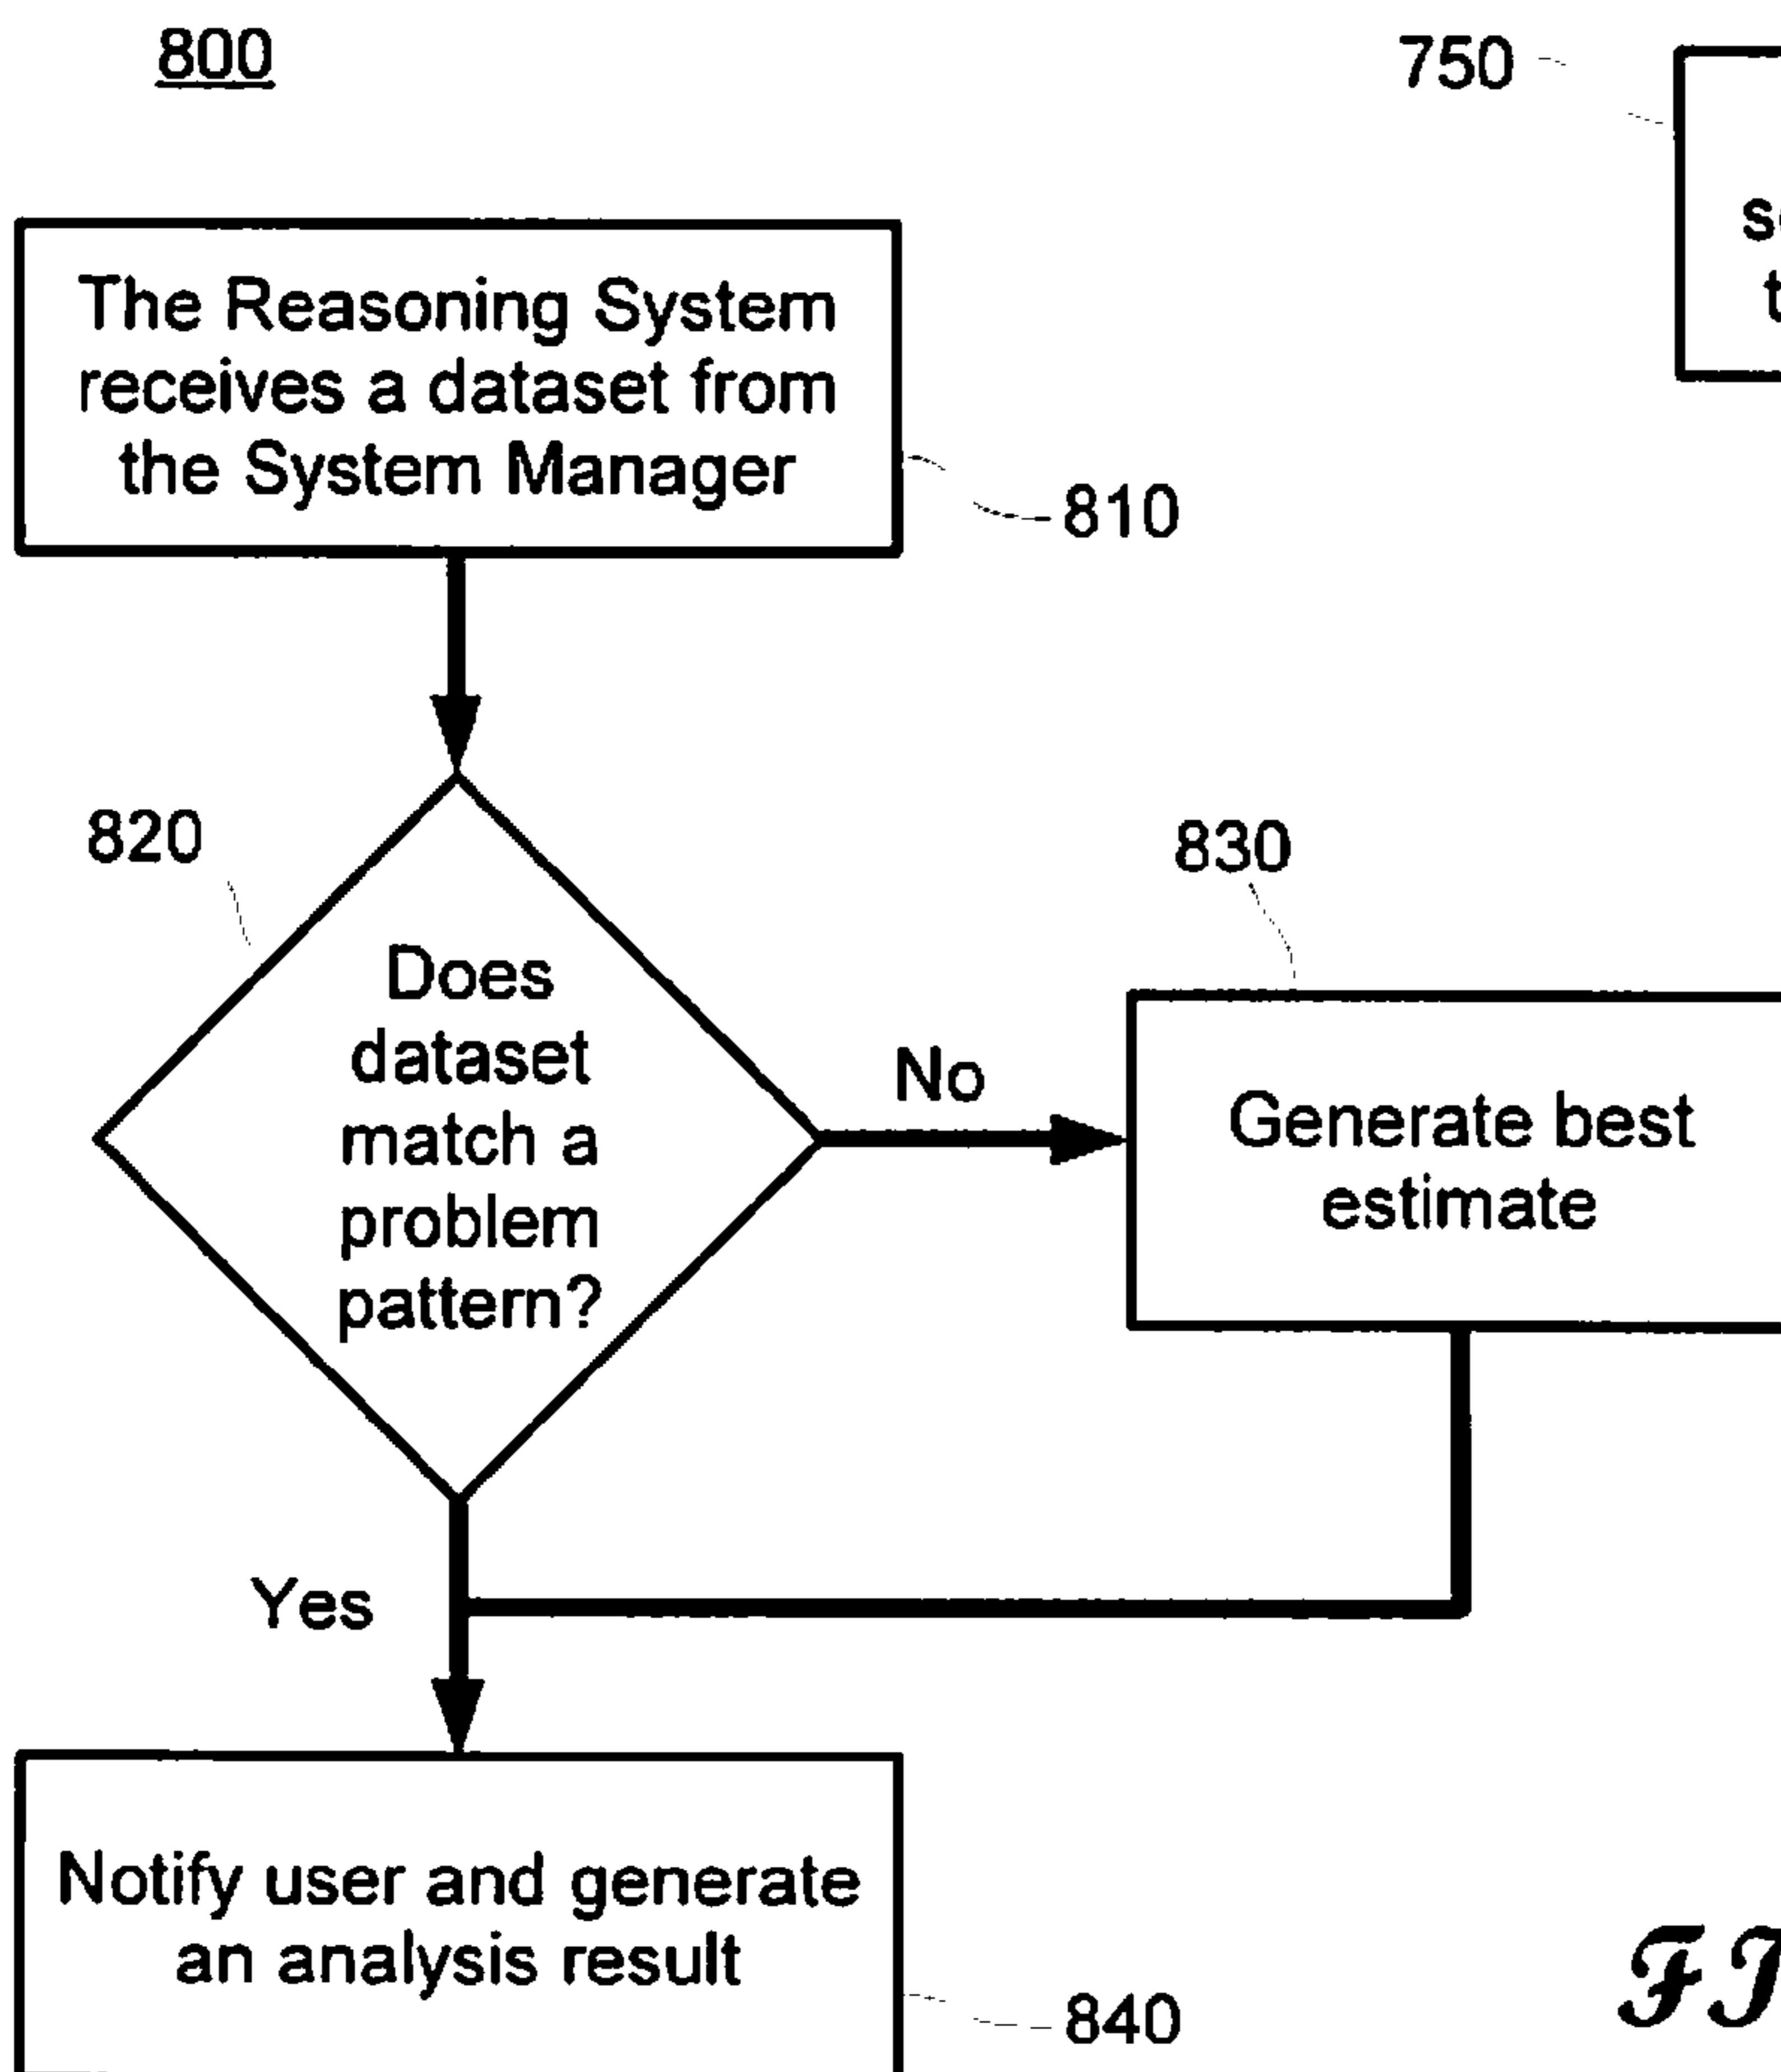 800
750
The Reasoning System
receives a dataset from
the System Manager
810
820
Does
dataset
match a
problem
pattern?
No
830
Generate best
estimate
Yes
Notify user and generate
an analysis result
840